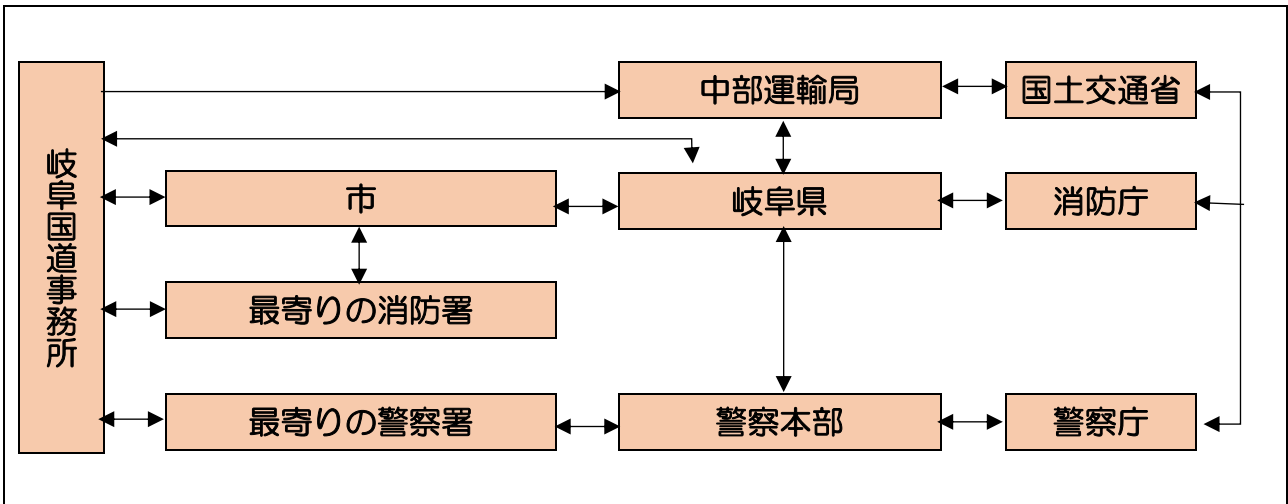 岐阜国道事務所
中部運輸局
国土交通省
市
岐阜県
消防庁
最寄りの消防署
最寄りの警察署
警察本部
警察庁